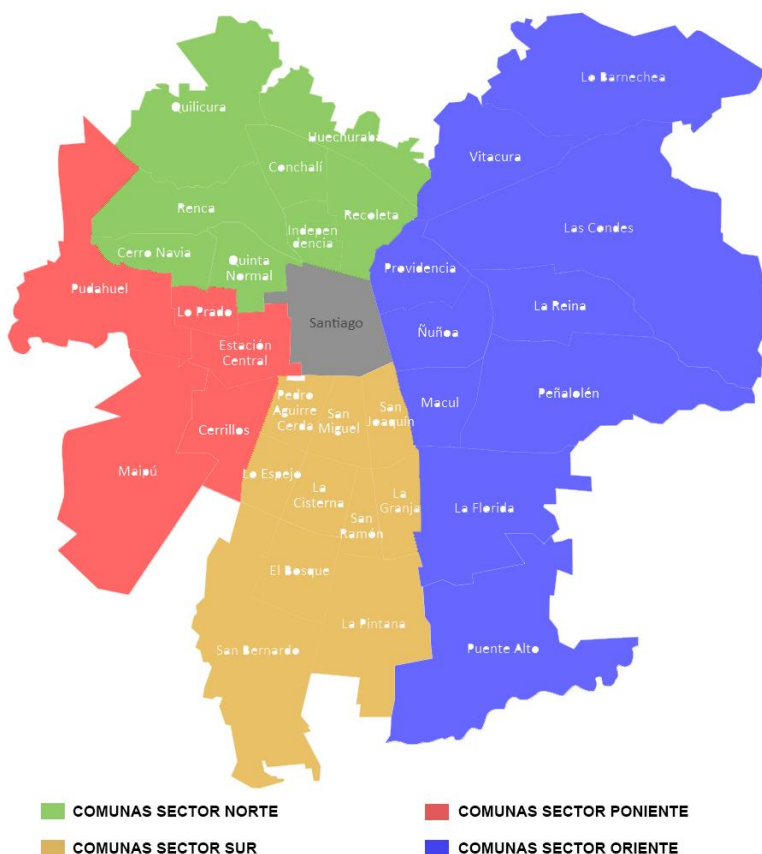 Lo Barnechea
Quilicura
Huechuraba
Vitacura
Conchalí
Renca
Recoleta
Las Condes
Indepen
dencia
Cerro Navia
Quinta
Normal
Providencia
Pudahuel
La Reina
Lo Prado
Santiago
Ñuñoa
Estación
Central
Pedro
Aguirre
Cerda
San
Miguel
San
Joaquín
Macul
Peñalolén
Cerrillos
Maipú
Lo Espejo
La
Cisterna
La
Granja
San
Ramón
La Florida
El Bosque
La Pintana
San Bernardo
Puente Alto
COMUNAS SECTOR NORTE
COMUNAS SECTOR PONIENTE
COMUNAS SECTOR SUR
COMUNAS SECTOR ORIENTE